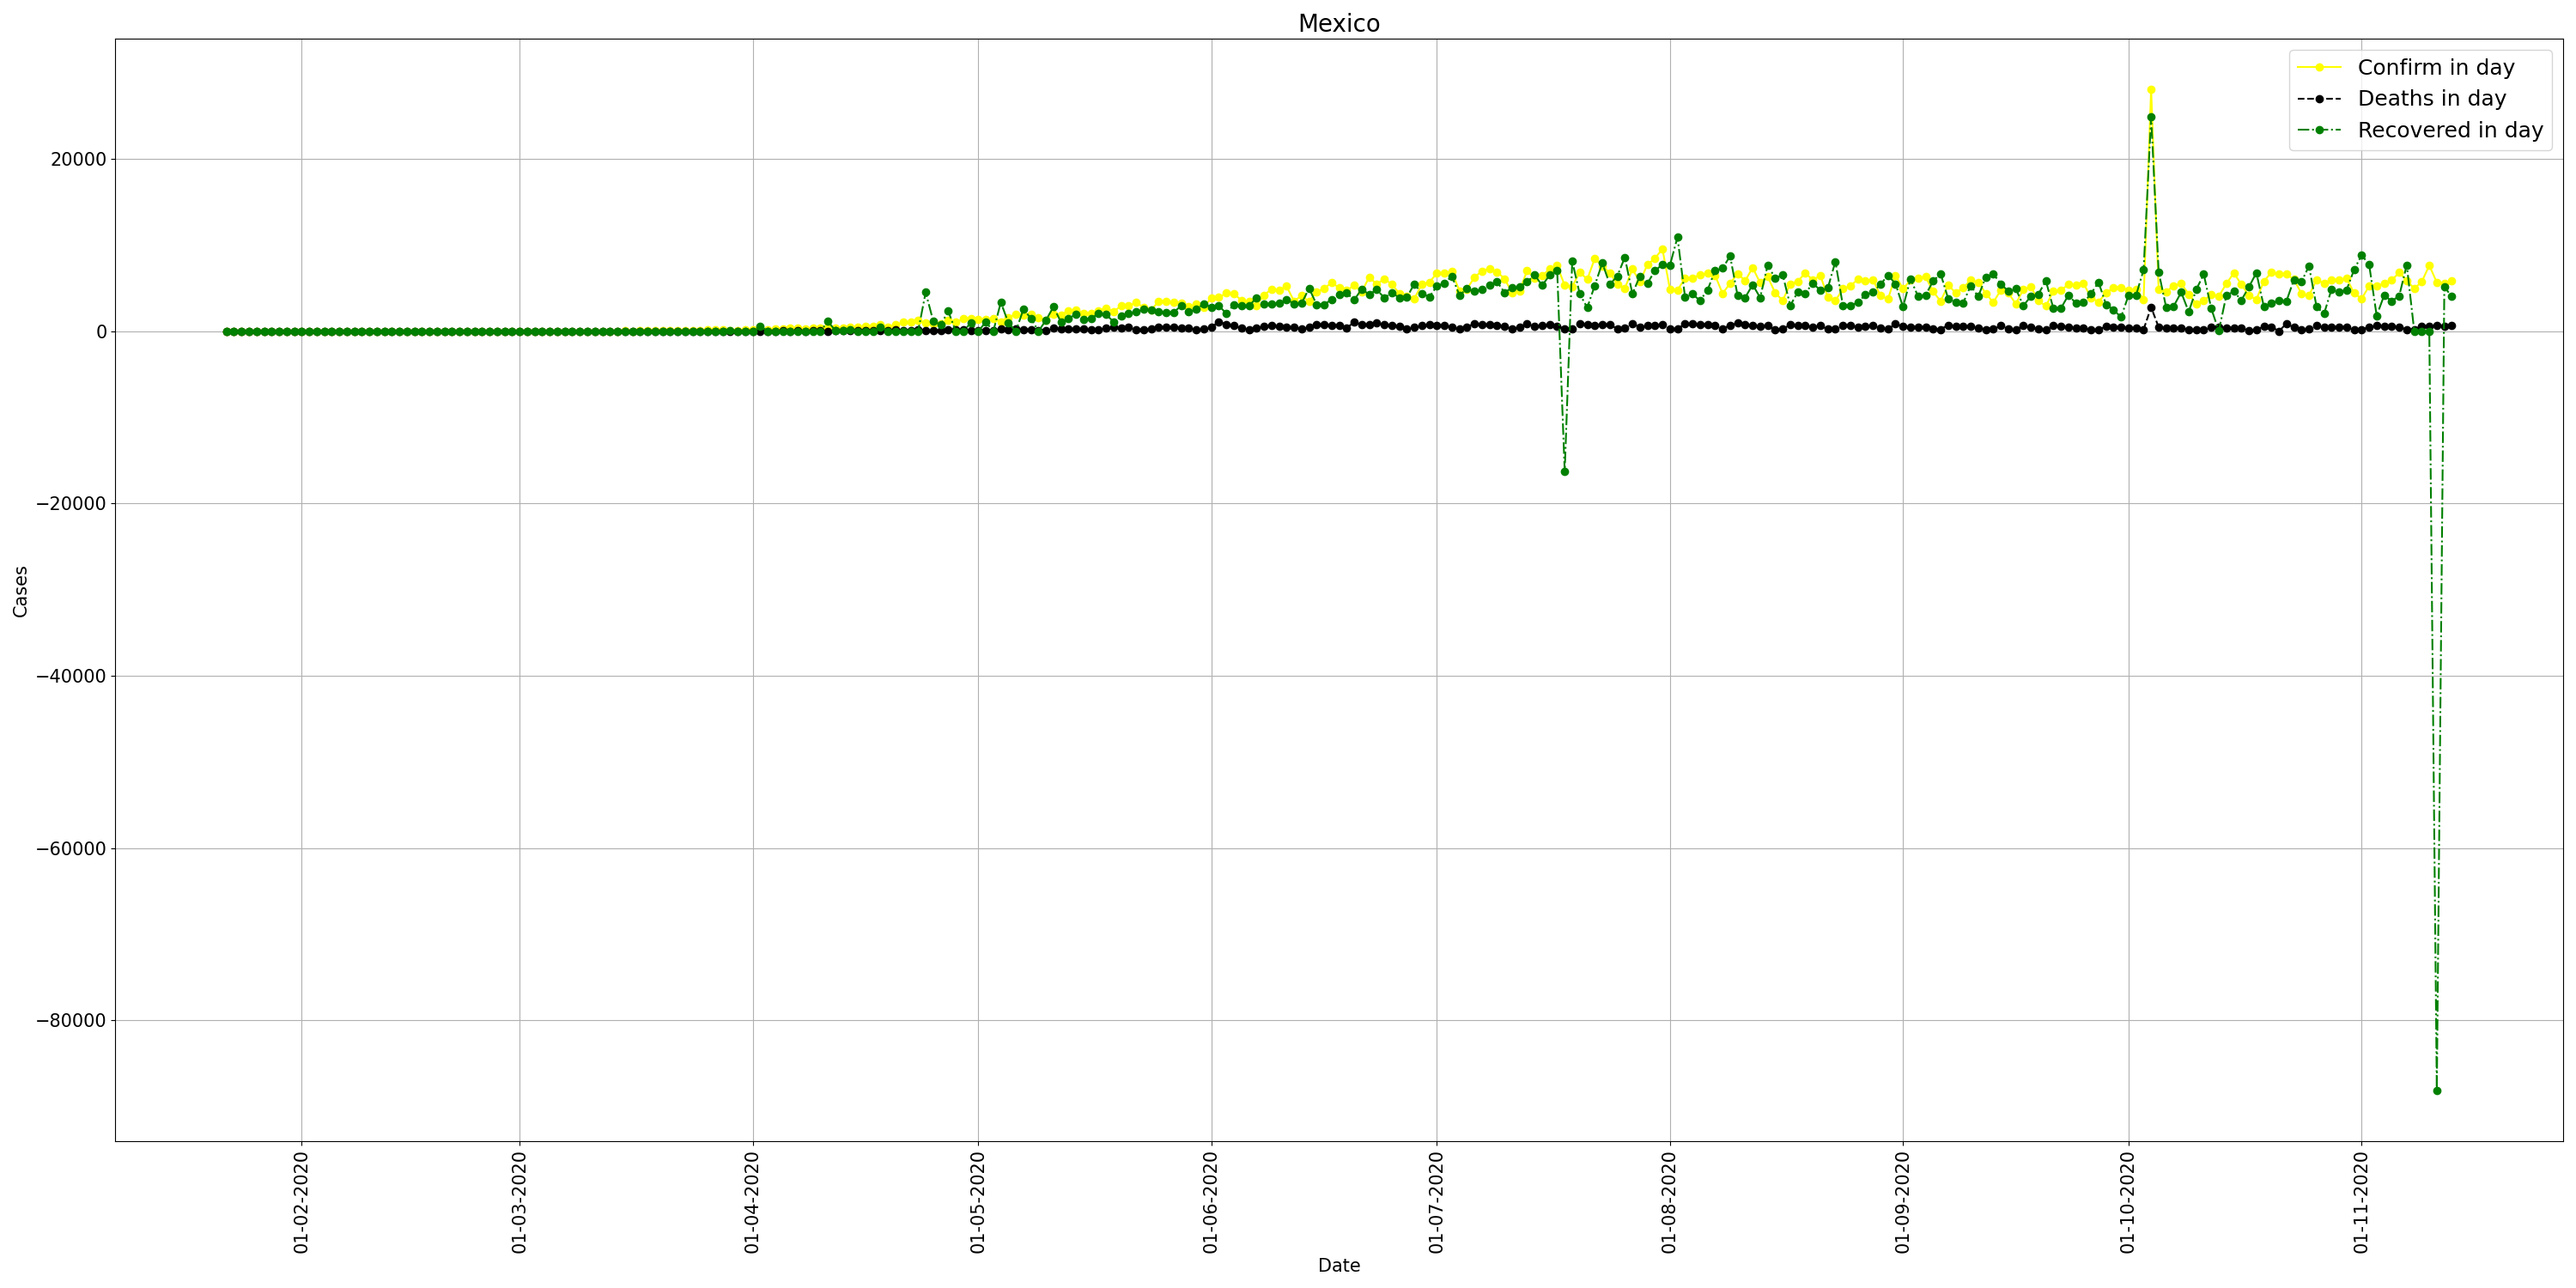 Mexico
Confirm in day
Deaths in day
Recovered in day
20000
0
−20000
−40000
−60000
−80000
Cases
01-02-2020
01-03-2020
01-04-2020
01-05-2020
01-06-2020
01-07-2020
01-08-2020
01-09-2020
01-10-2020
01-11-2020
Date